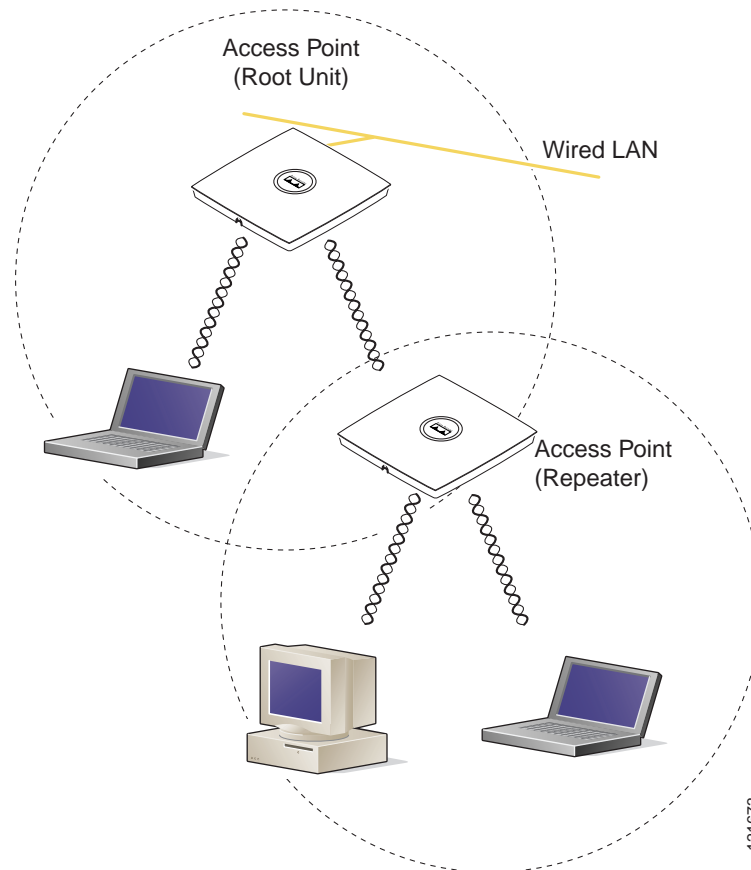 Access Point
(Root Unit)
Wired LAN
Access Point
(Repeater)